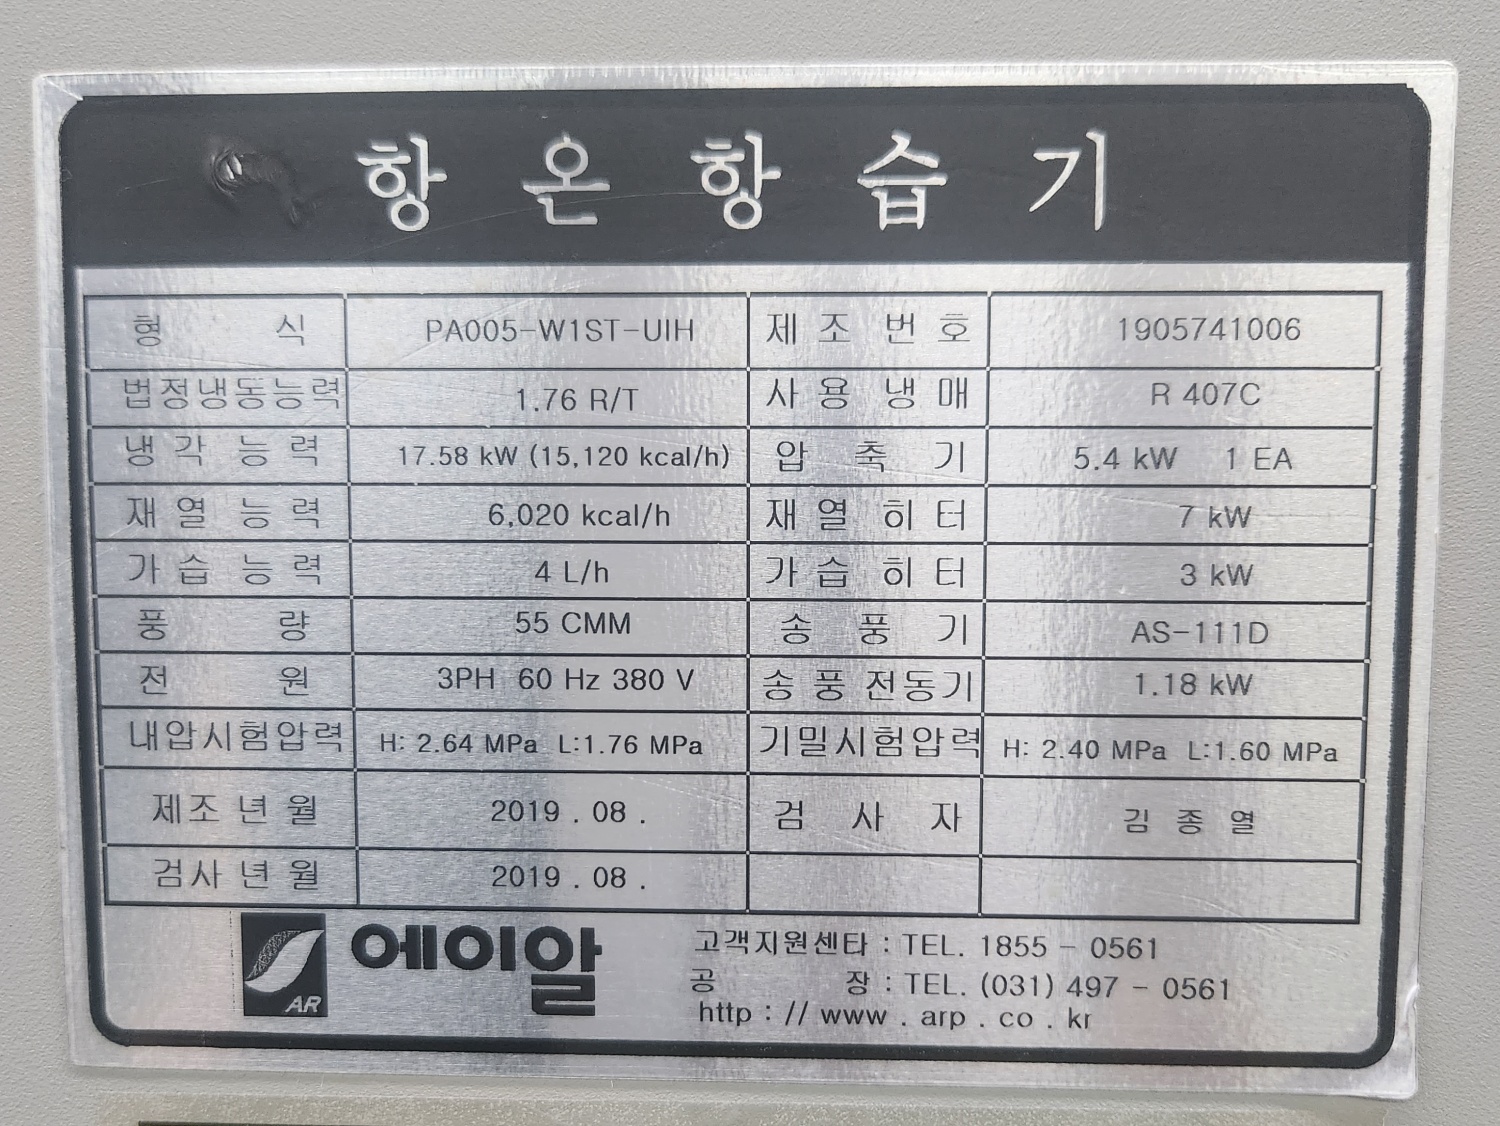 항온항습기
형 식 PA005-W1ST-UIH 제조번호 1905741006
법정냉동능력 1.76 R/T 사용냉매 R 407C
냉각능력 17.58 kW (15,120 kcal/h) 압축기 5.4 kW 1 EA
재열능력 6,020 kcal/h 재열히터 7 kW
가습능력 4 L/h 가습히터 3 kW
풍 량 55 CMM 송풍기 AS-111D
전 원 3PH 60 Hz 380 V 송풍전동기 1.18 kW
내압시험압력 H: 2.64 MPa L:1.76 MPa 기밀시험압력 H: 2.40 MPa L:1.60 MPa
제조년월 2019 . 08 . 검사자 김종열
검사년월 2019 . 08 .
AR 에이알
고객지원센타 : TEL. 1855 - 0561
공 장 : TEL. (031) 497 - 0561
http : // www . arp . co . kr